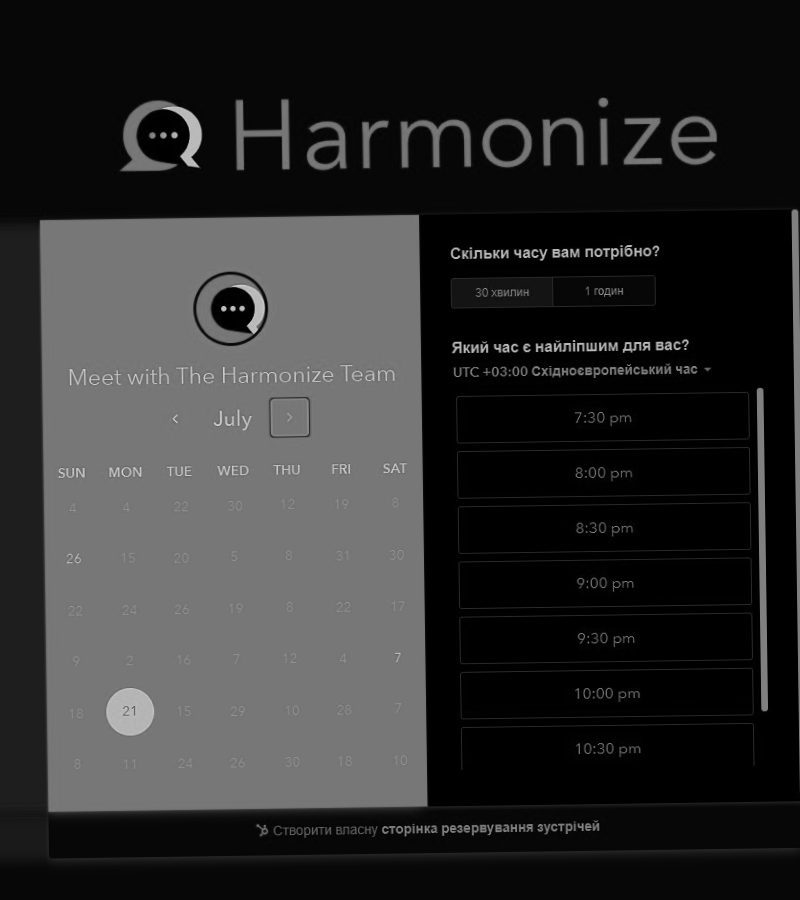 Harmonize
Meet with The Harmonize Team
July
SUN MON TUE WED THU FRI SAT
4 4 22 30 12 19 8
26 15 20 5 8 31 30
22 24 26 19 8 22 17
9 2 16 7 12 4 7
18 21 15 29 10 28 7
8 11 24 26 30 18 10
Скільки часу вам потрібно?
30 хвилин 1 годин
Який час є найліпшим для вас?
UTC +03:00 Східноєвропейський час
7:30 pm
8:00 pm
8:30 pm
9:00 pm
9:30 pm
10:00 pm
10:30 pm
Створити власну сторінка резервування зустрічей